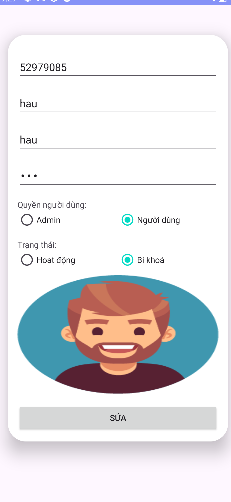 52979085
hau
hau
•••
Quyền người dùng:
Admin Người dùng
Trạng thái:
Hoạt động Bị khoá
SỬA